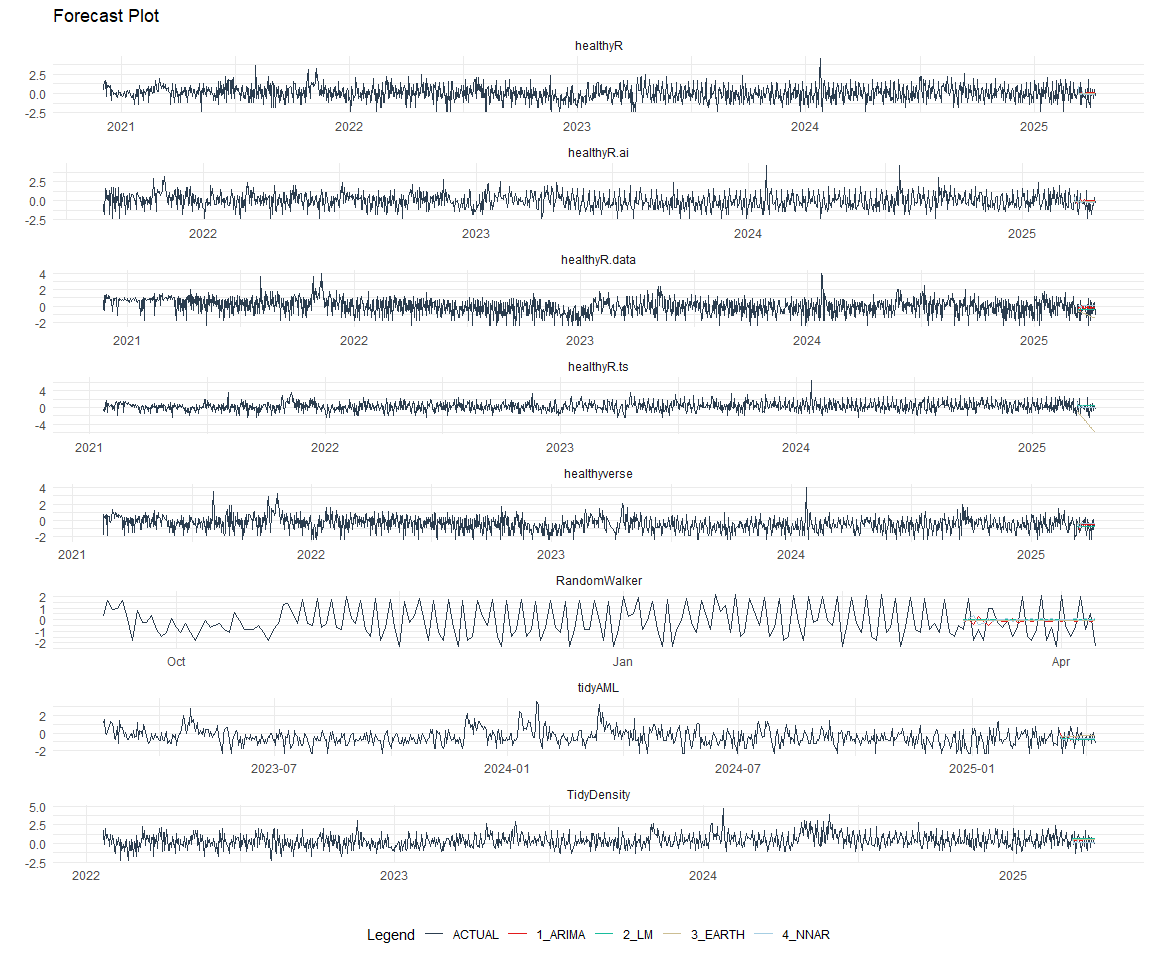 Forecast Plot
healthyR
2.5
0.0
-2.5
2021 2022 2023 2024 2025
healthyR.ai
2.5
0.0
-2.5
2022 2023 2024 2025
healthyR.data
4
2
0
-2
2021 2022 2023 2024 2025
healthyR.ts
4
0
-4
2021 2022 2023 2024 2025
healthyverse
4
2
0
-2
2021 2022 2023 2024 2025
RandomWalker
2
1
0
-1
-2
Oct Jan Apr
tidyAML
2
0
-2
2023-07 2024-01 2024-07 2025-01
TidyDensity
5.0
2.5
0.0
-2.5
2022 2023 2024 2025
Legend ACTUAL 1_ARIMA 2_LM 3_EARTH 4_NNAR